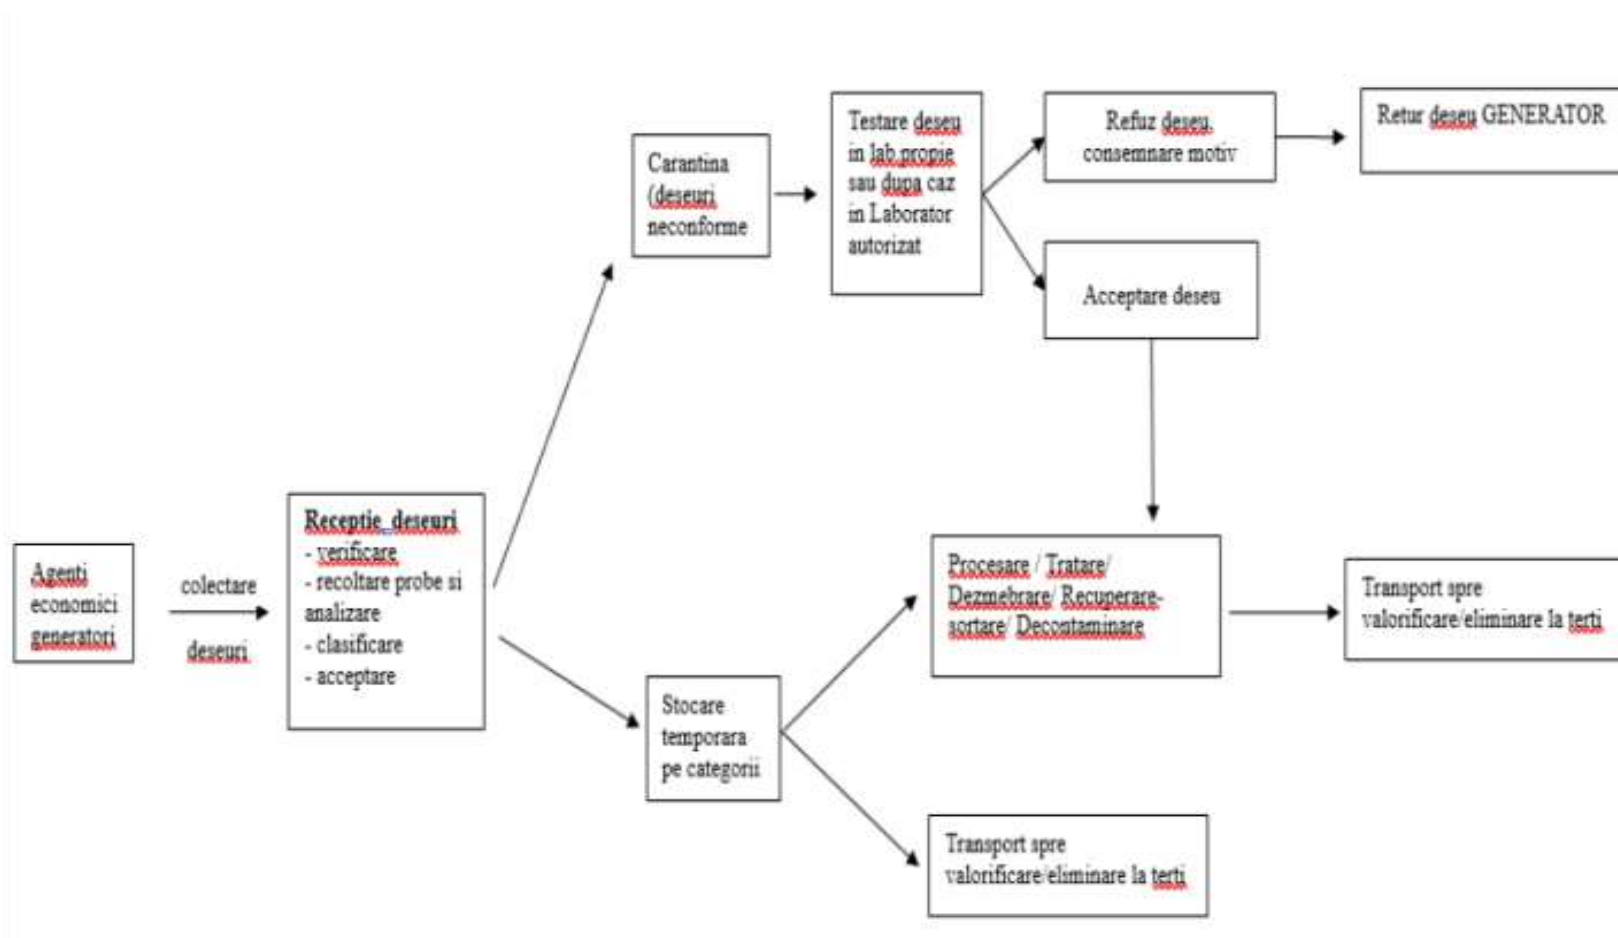 Agenti
economici
generatori
colectare
deseuri
Receptie_deseuri
- verificare
- recoltare probe si
analizare
- clasificare
- acceptare
Carantina
(deseuri
neconforme
Testare deseu
in lab.propie
sau dupa caz
in Laborator
autorizat
Refuz deseu,
consemnare motiv
Retur deseu GENERATOR
Acceptare deseu
Stocare
temporara
pe categorii
Procesare / Tratare/
Dezmebrare/ Recuperare-
sortare/ Decontaminare
Transport spre
valorificare/eliminare la terti
Transport spre
valorificare/eliminare la terti